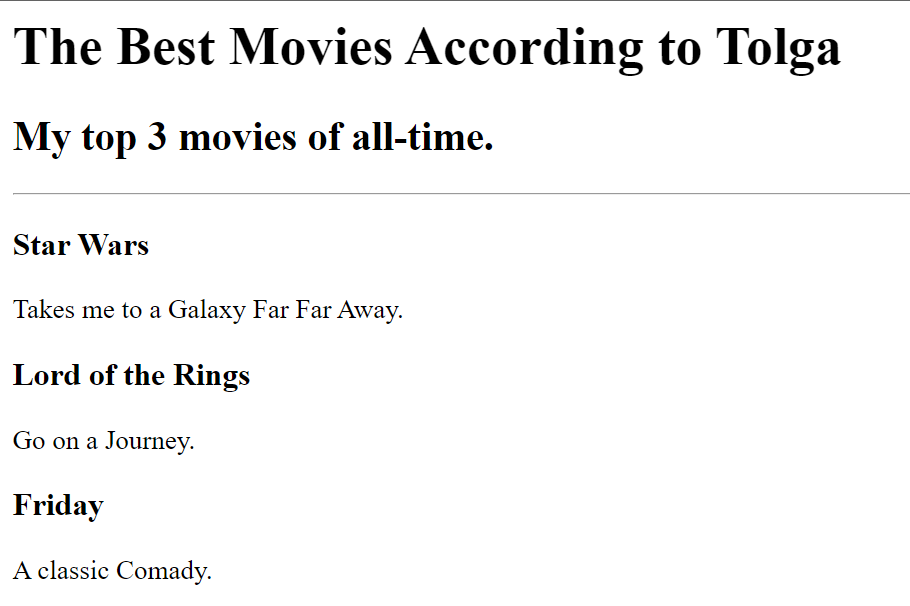 The Best Movies According to Tolga
My top 3 movies of all-time.
Star Wars
Takes me to a Galaxy Far Far Away.
Lord of the Rings
Go on a Journey.
Friday
A classic Comady.